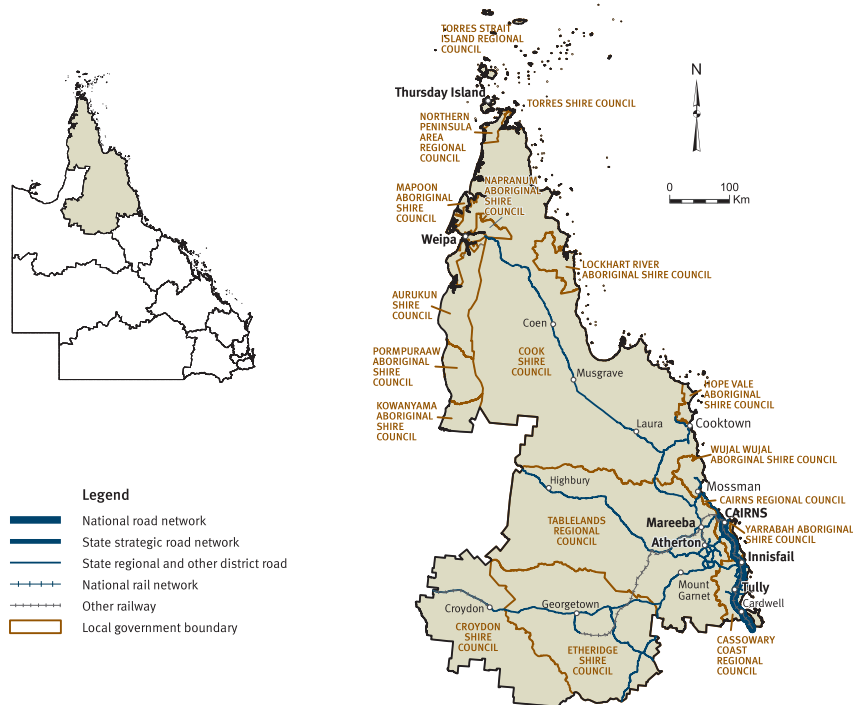 TORRES STRAIT
ISLAND REGIONAL
COUNCIL
Thursday Island
TORRES SHIRE COUNCIL
NORTHERN
PENINSULA
AREA
REGIONAL
COUNCIL
N
0 100
Km
MAPOON
ABORIGINAL
SHIRE
COUNCIL
NAPRANUM
ABORIGINAL
SHIRE
COUNCIL
Weipa
LOCKHART RIVER
ABORIGINAL SHIRE COUNCIL
AURUKUN
SHIRE
COUNCIL
Coen
PORMPURAAW
ABORIGINAL
SHIRE
COUNCIL
COOK
SHIRE
COUNCIL
Musgrave
HOPE VALE
ABORIGINAL
SHIRE COUNCIL
KOWANYAMA
ABORIGINAL
SHIRE
COUNCIL
Laura
Cooktown
WUJAL WUJAL
ABORGINAL SHIRE COUNCIL
Highbury
Mossman
CAIRNS REGIONAL COUNCIL
TABLELANDS
REGIONAL
COUNCIL
Mareeba
CAIRNS
YARRABAH ABORIGINAL
SHIRE COUNCIL
Atherton
Innisfail
Mount
Garnet
Tully
Cardwell
Croydon
Georgetown
CROYDON
SHIRE
COUNCIL
ETHERIDGE
SHIRE
COUNCIL
CASSOWARY
COAST
REGIONAL
COUNCIL
Legend
National road network
State strategic road network
State regional and other district road
National rail network
Other railway
Local government boundary